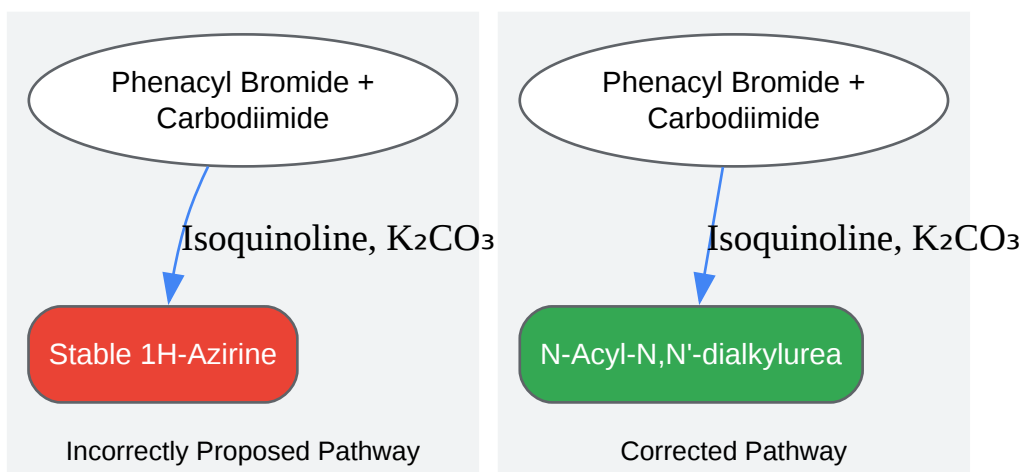 Phenacyl Bromide +
Carbodiimide
Isoquinoline, K₂CO₃
Stable 1H-Azirine
Incorrectly Proposed Pathway
Phenacyl Bromide +
Carbodiimide
Isoquinoline, K₂CO₃
N-Acyl-N,N'-dialkylurea
Corrected Pathway